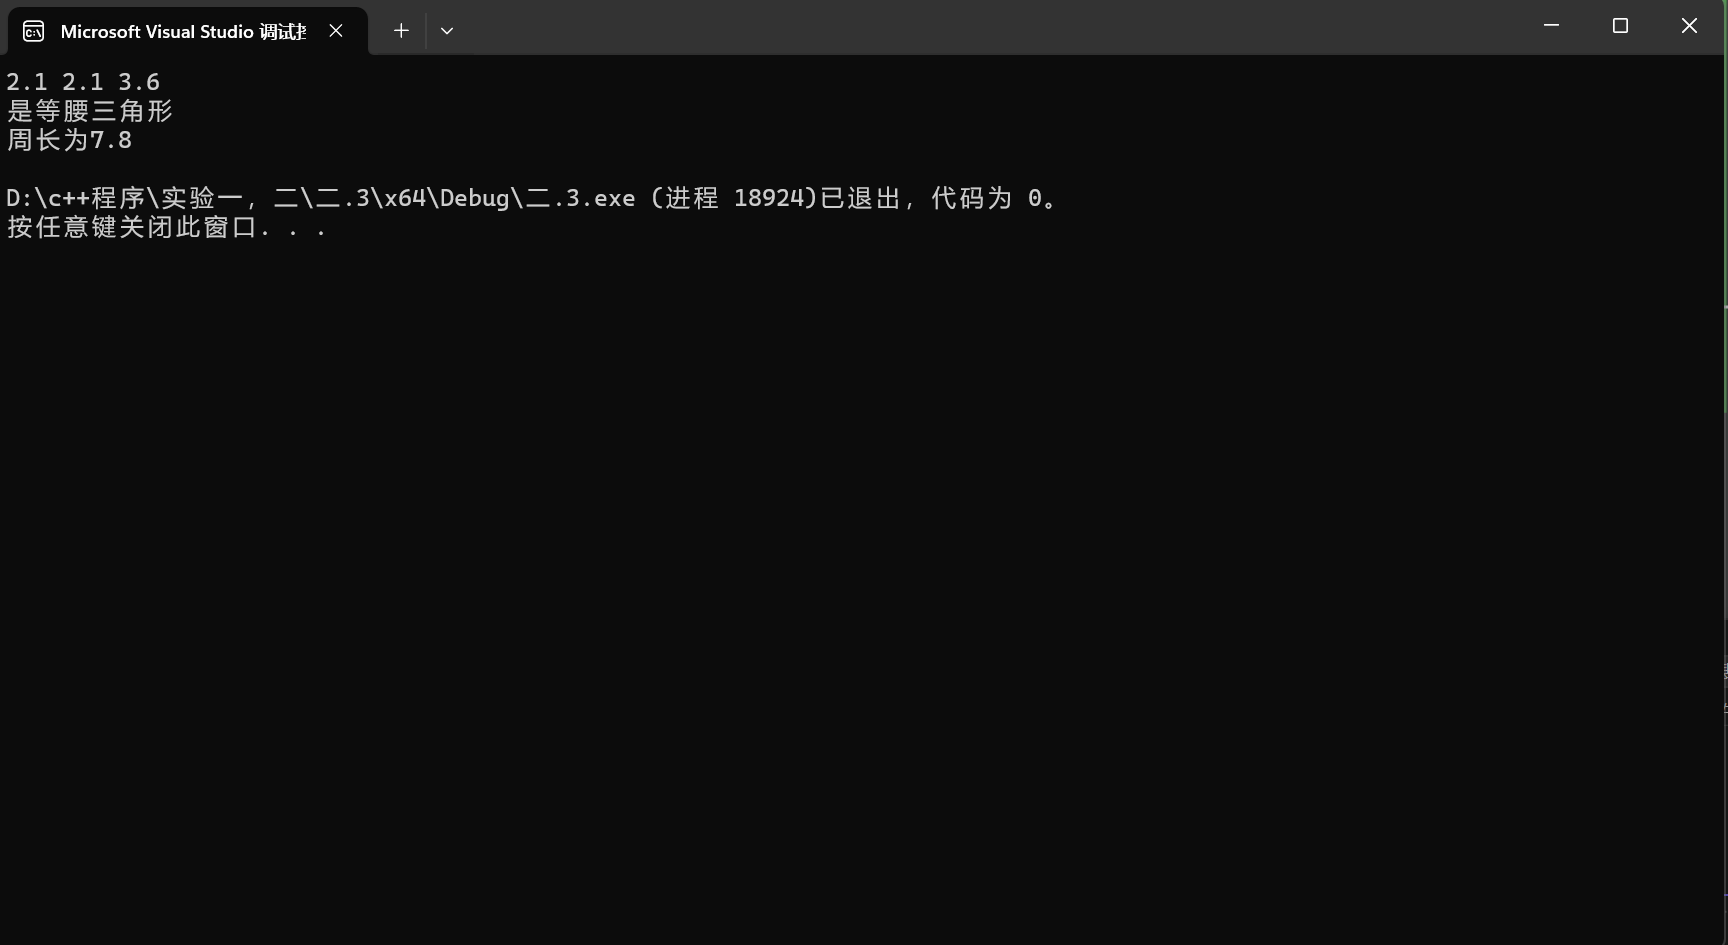 Microsoft Visual Studio 调试
2.1 2.1 3.6
是等腰三角形
周长为7.8
D:\c++程序\实验一，二\二.3\x64\Debug\二.3.exe (进程 18924)已退出，代码为 0。
按任意键关闭此窗口. . .